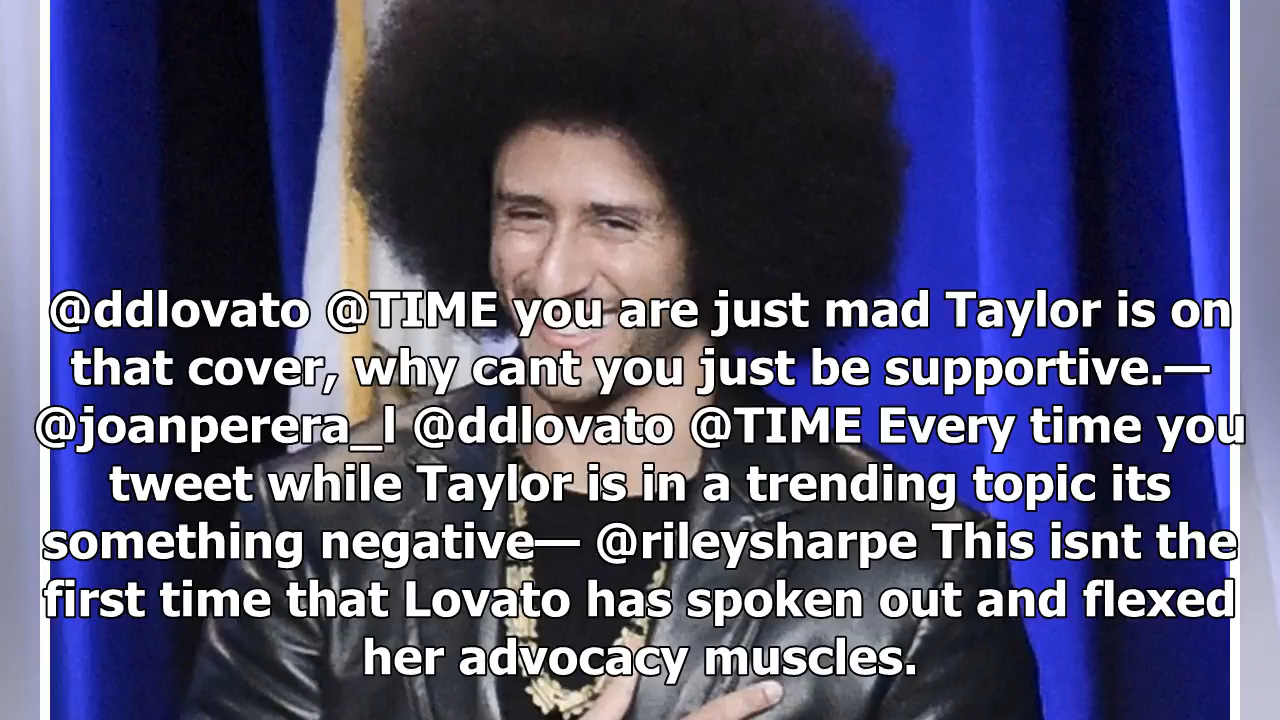 @ddlovato @TIME you are just mad Taylor is on
that cover, why cant you just be supportive.—
@joanperera_l @ddlovato @TIME Every time you
tweet while Taylor is in a trending topic its
something negative— @rileysharpe This isnt the
first time that Lovato has spoken out and flexed
her advocacy muscles.